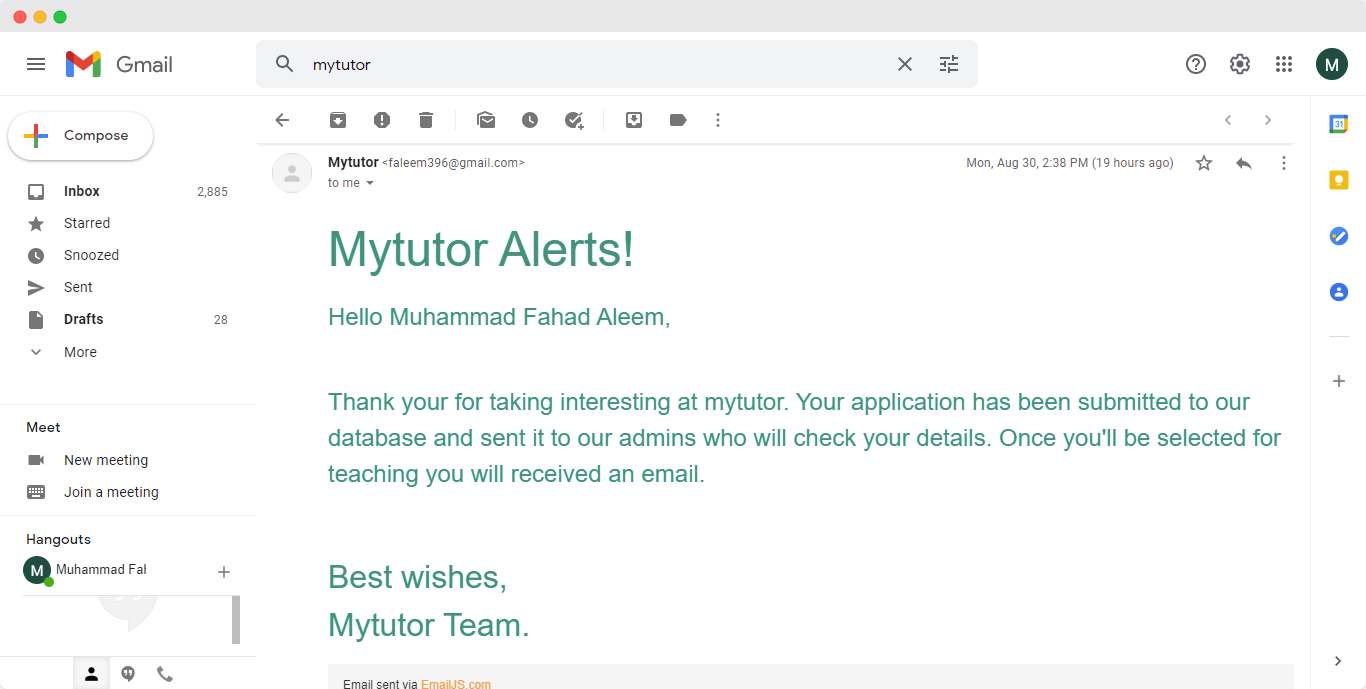 Gmail
mytutor
M
Compose
Inbox 2,885
Starred
Snoozed
Sent
Drafts 28
More
Meet
New meeting
Join a meeting
Hangouts
M Muhammad Fal
Mytutor <faleem396@gmail.com>
Mon, Aug 30, 2:38 PM (19 hours ago)
to me
Mytutor Alerts!
Hello Muhammad Fahad Aleem,
Thank your for taking interesting at mytutor. Your application has been submitted to our
database and sent it to our admins who will check your details. Once you'll be selected for
teaching you will received an email.
Best wishes,
Mytutor Team.
Email sent via EmailJS.com
31